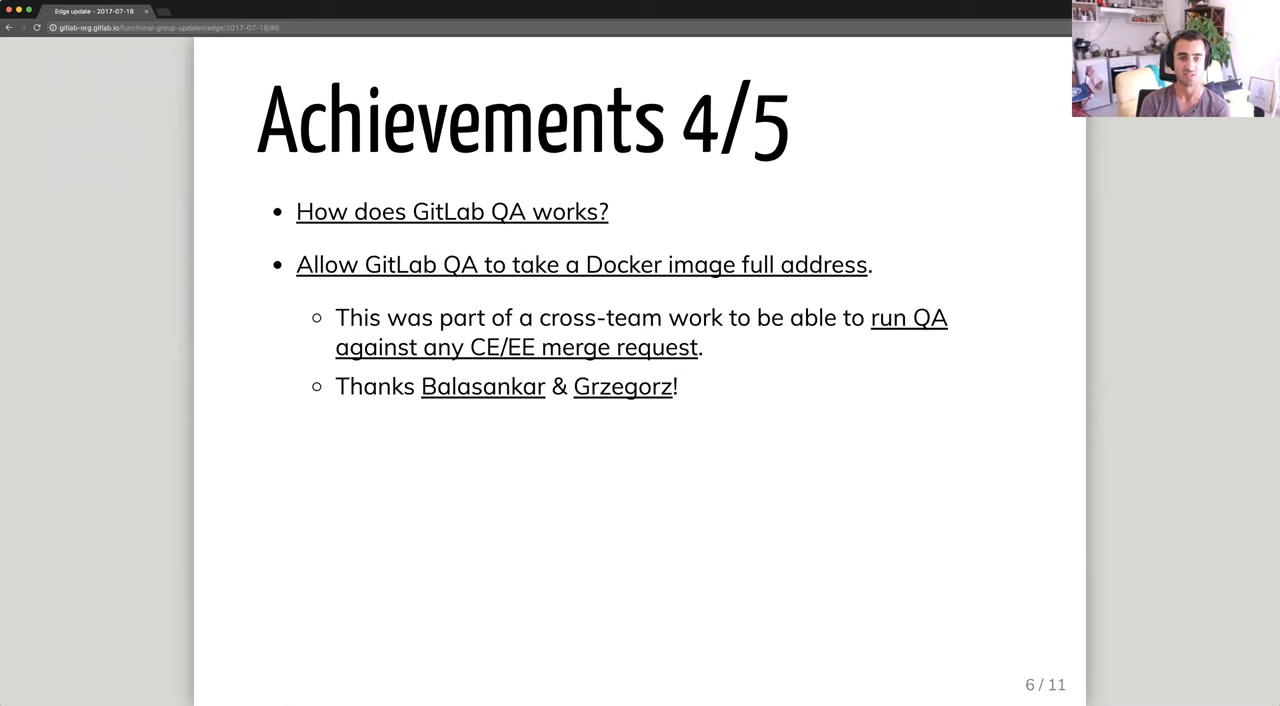 Edge update - 2017-07-18
gitlab-org.gitlab.io/functional-group-updates/edge/2017-07-18/#6
Achievements 4/5
How does GitLab QA works?
Allow GitLab QA to take a Docker image full address.
This was part of a cross-team work to be able to run QA
against any CE/EE merge request.
Thanks Balasankar & Grzegorz!
6 / 11